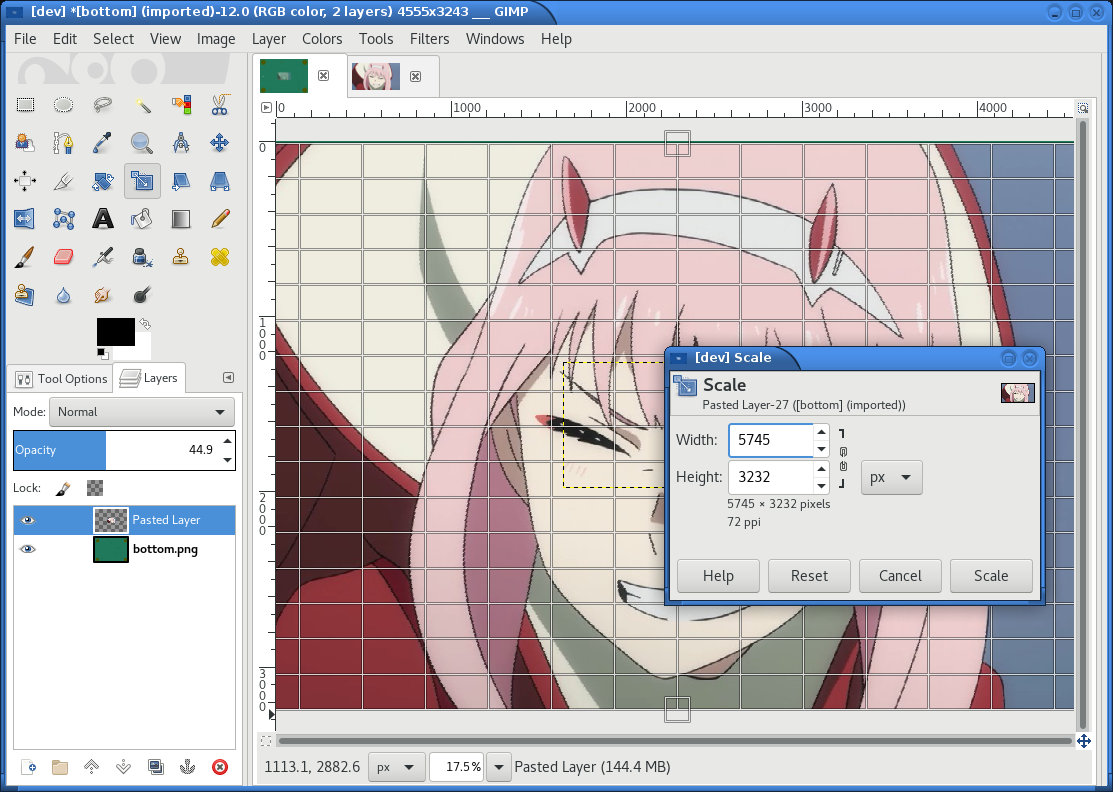 [dev] *[bottom] (imported)-12.0 (RGB color, 2 layers) 4555x3243 ___ GIMP
File Edit Select View Image Layer Colors Tools Filters Windows Help
0 1000 2000 3000 4000
0
1000
2000
3000
Tool Options Layers
Mode: Normal
Opacity 44.9
Lock:
Pasted Layer
bottom.png
[dev] Scale
Scale
Pasted Layer-27 ([bottom] (imported))
Width: 5745
Height: 3232 px
5745 × 3232 pixels
72 ppi
Help Reset Cancel Scale
1113.1, 2882.6 px 17.5% Pasted Layer (144.4 MB)